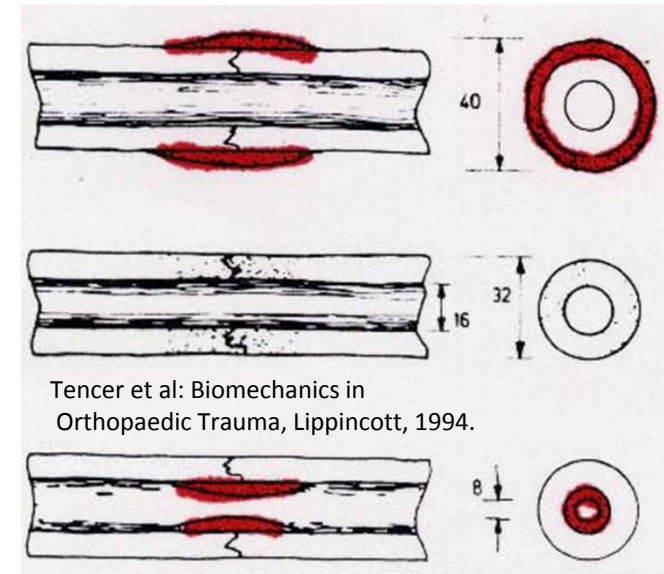 40
32
16
Tencer et al: Biomechanics in
Orthopaedic Trauma, Lippincott, 1994.
8